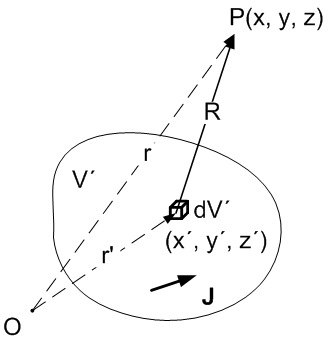 P(x, y, z)
R
r
V´
dV´
(x´, y´, z´)
r'
J
O